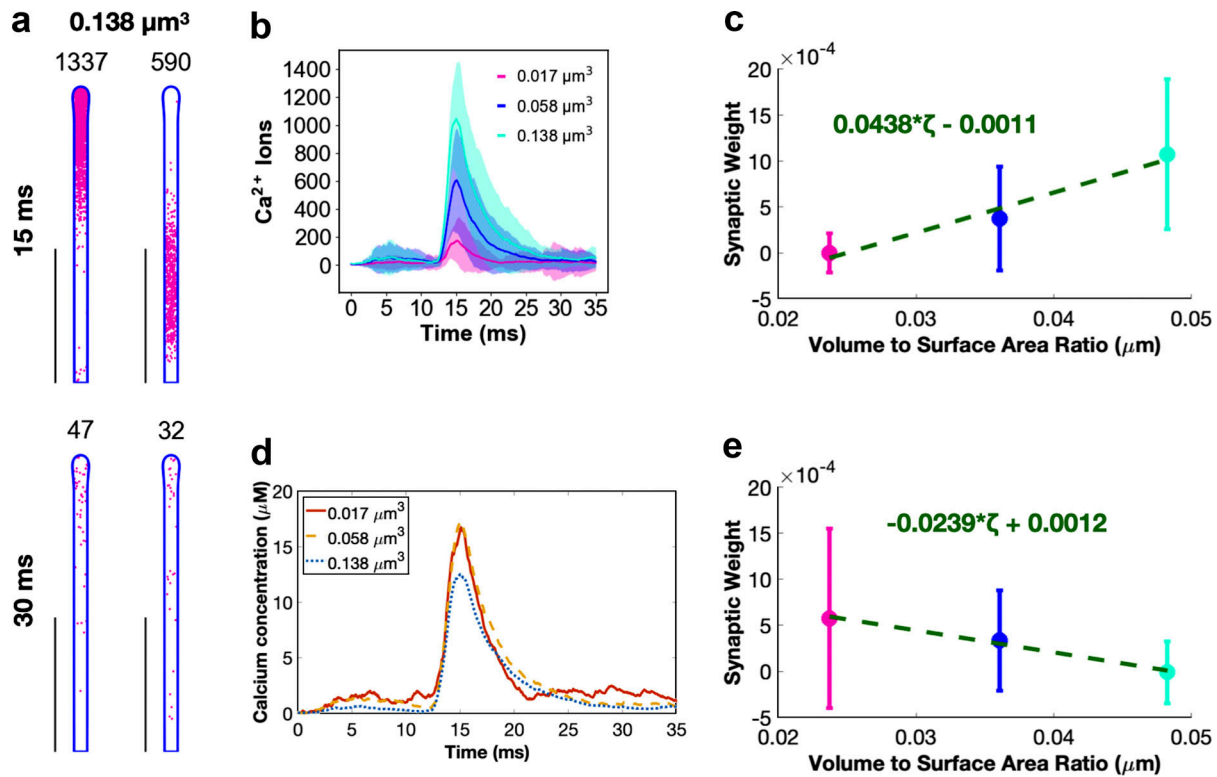 a
0.138 µm³
1337 590
15 ms
47 32
30 ms
b
Ca²⁺ Ions
1400
1200
1000
800
600
400
200
0
0.017 µm³
0.058 µm³
0.138 µm³
0 5 10 15 20 25 30 35
Time (ms)
c
×10⁻⁴
Synaptic Weight
20
15
10
5
0
-5
0.0438*ζ - 0.0011
0.02 0.03 0.04 0.05
Volume to Surface Area Ratio (µm)
d
Calcium concentration (µM)
20
15
10
5
0
0.017 µm³
0.058 µm³
0.138 µm³
0 5 10 15 20 25 30 35
Time (ms)
e
×10⁻⁴
Synaptic Weight
20
15
10
5
0
-5
-0.0239*ζ + 0.0012
0.02 0.03 0.04 0.05
Volume to Surface Area Ratio (µm)